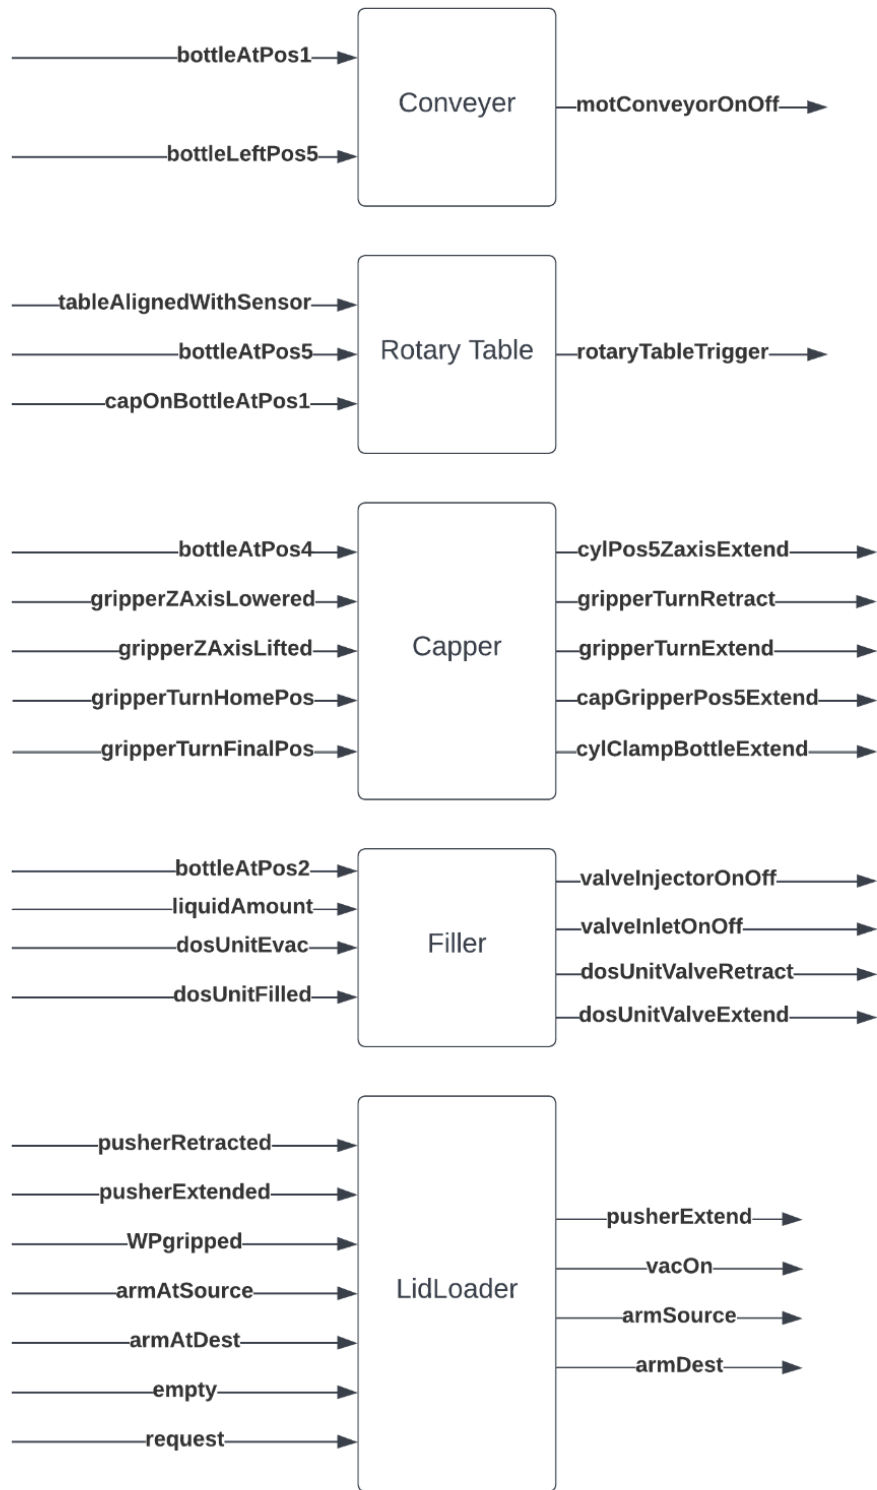 bottleAtPos1
bottleLeftPos5
Conveyer
motConveyorOnOff
tableAlignedWithSensor
bottleAtPos5
capOnBottleAtPos1
Rotary Table
rotaryTableTrigger
bottleAtPos4
gripperZAxisLowered
gripperZAxisLifted
gripperTurnHomePos
gripperTurnFinalPos
Capper
cylPos5ZaxisExtend
gripperTurnRetract
gripperTurnExtend
capGripperPos5Extend
cylClampBottleExtend
bottleAtPos2
liquidAmount
dosUnitEvac
dosUnitFilled
Filler
valveInjectorOnOff
valveInletOnOff
dosUnitValveRetract
dosUnitValveExtend
pusherRetracted
pusherExtended
WPgripped
armAtSource
armAtDest
empty
request
LidLoader
pusherExtend
vacOn
armSource
armDest